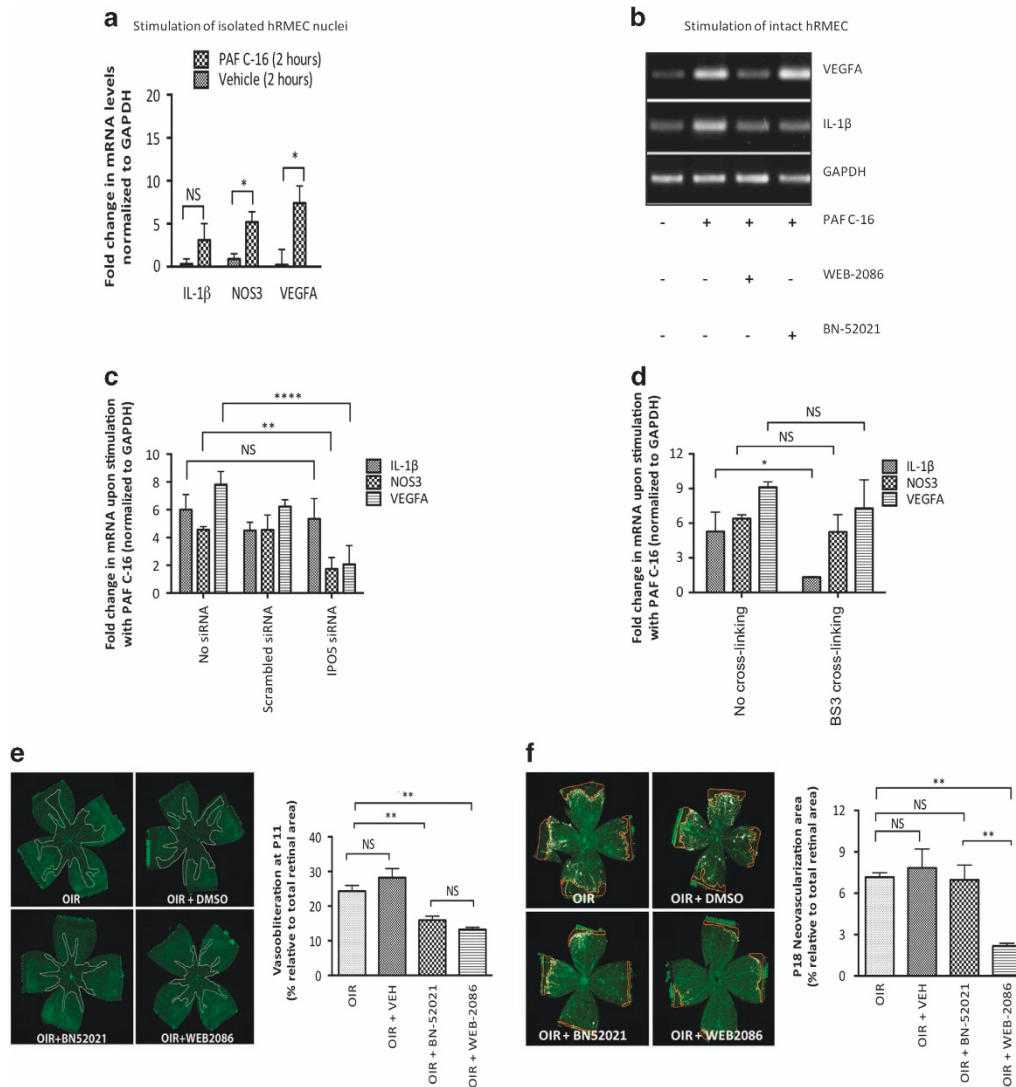 a
Stimulation of isolated hRMEC nuclei
PAF C-16 (2 hours)
Vehicle (2 hours)
Fold change in mRNA levels
normalized to GAPDH
20
15
10
5
0
NS
*
*
IL-1β NOS3 VEGFA
b
Stimulation of intact hRMEC
VEGFA
IL-1β
GAPDH
- + + + PAF C-16
- - + - WEB-2086
- - - + BN-52021
c
Fold change in mRNA upon stimulation
with PAF C-16 (normalized to GAPDH)
10
8
6
4
2
0
****
**
NS
IL-1β
NOS3
VEGFA
No siRNA
Scrambled siRNA
IPO5 siRNA
d
Fold change in mRNA upon stimulation
with PAF C-16 (normalized to GAPDH)
12
9
6
3
0
NS
NS
*
IL-1β
NOS3
VEGFA
No cross-linking
BS3 cross-linking
e
OIR
OIR + DMSO
OIR+BN52021
OIR+WEB2086
Vasoobliteration at P11
(% relative to total retinal area)
40
30
20
10
0
**
**
NS
NS
OIR
OIR + VEH
OIR + BN-52021
OIR + WEB-2086
f
OIR
OIR + DMSO
OIR + BN52021
OIR + WEB2086
P18 Neovascularization area
(% relative to total retinal area)
12
9
6
3
0
**
NS
NS
**
OIR
OIR + VEH
OIR + BN-52021
OIR + WEB-2086